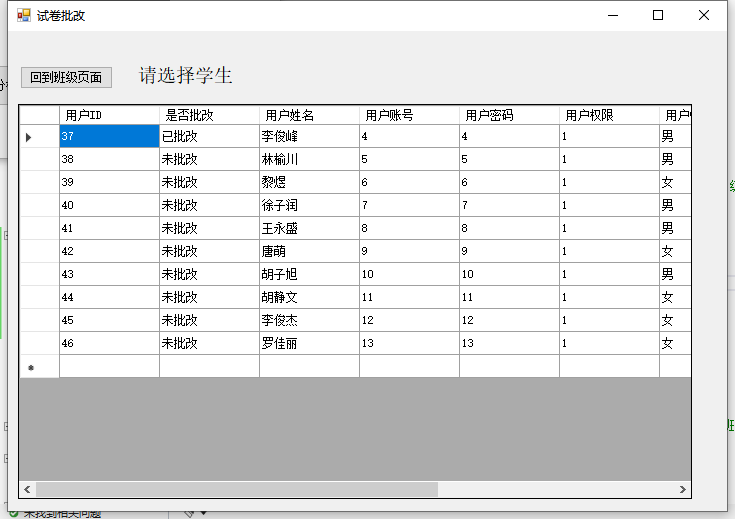 试卷批改
回到班级页面 请选择学生
用户ID 是否批改 用户姓名 用户账号 用户密码 用户权限
37 已批改 李俊峰 4 4 1 男
38 未批改 林榆川 5 5 1 男
39 未批改 黎煜 6 6 1 女
40 未批改 徐子润 7 7 1 男
41 未批改 王永盛 8 8 1 男
42 未批改 唐萌 9 9 1 女
43 未批改 胡子旭 10 10 1 男
44 未批改 胡静文 11 11 1 女
45 未批改 李俊杰 12 12 1 女
46 未批改 罗佳丽 13 13 1 女
未找到相关问题